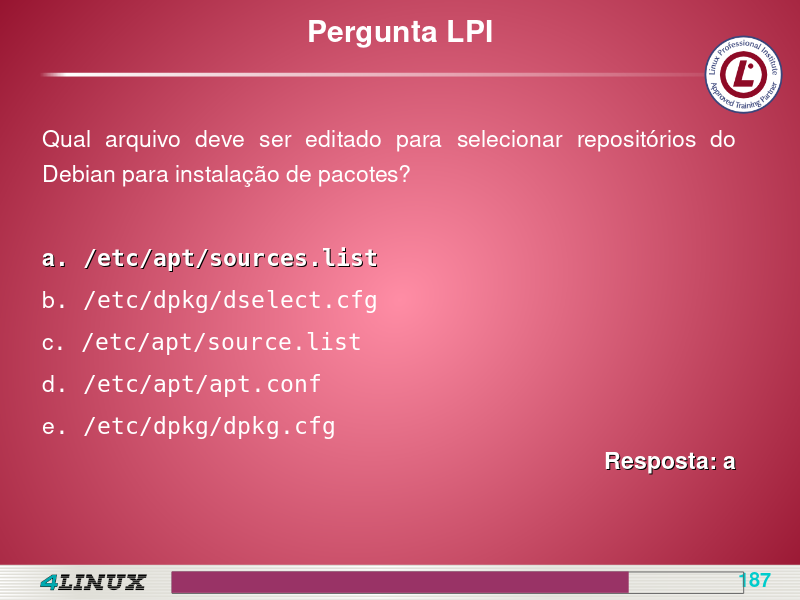 Pergunta LPI
Linux Professional Institute
Approved Training Partner
Qual arquivo deve ser editado para selecionar repositórios do
Debian para instalação de pacotes?
a. /etc/apt/sources.list
b. /etc/dpkg/dselect.cfg
c. /etc/apt/source.list
d. /etc/apt/apt.conf
e. /etc/dpkg/dpkg.cfg
Resposta: a
4LINUX
187